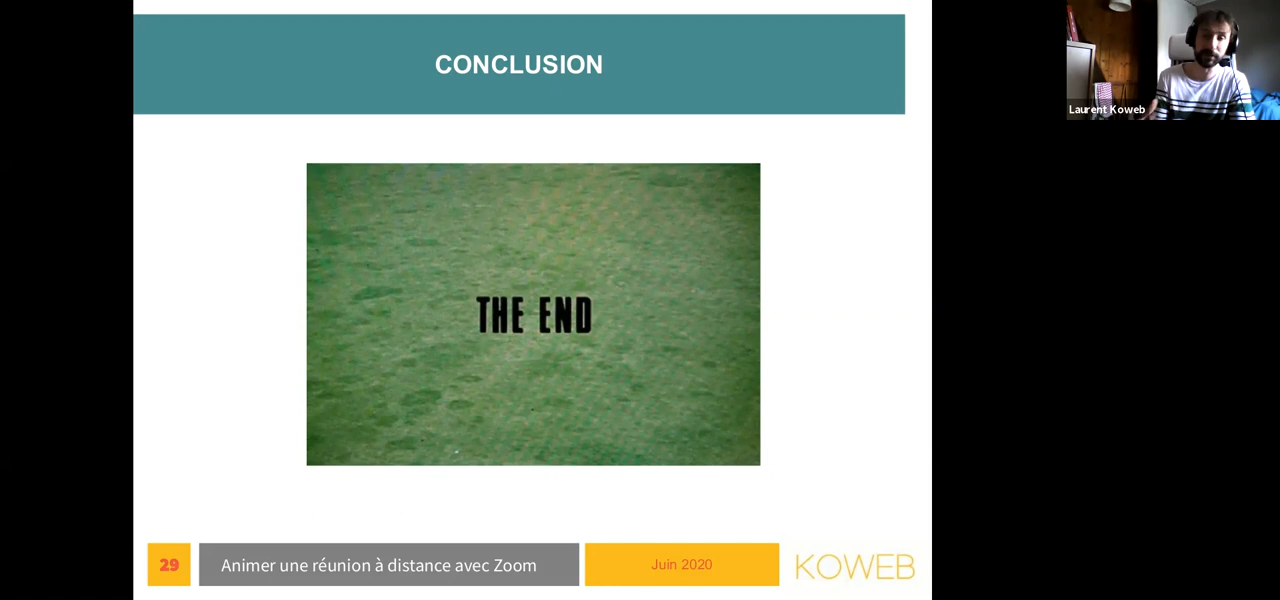 CONCLUSION
Laurent Koweb
THE END
29
Animer une réunion à distance avec Zoom
Juin 2020
KOWEB